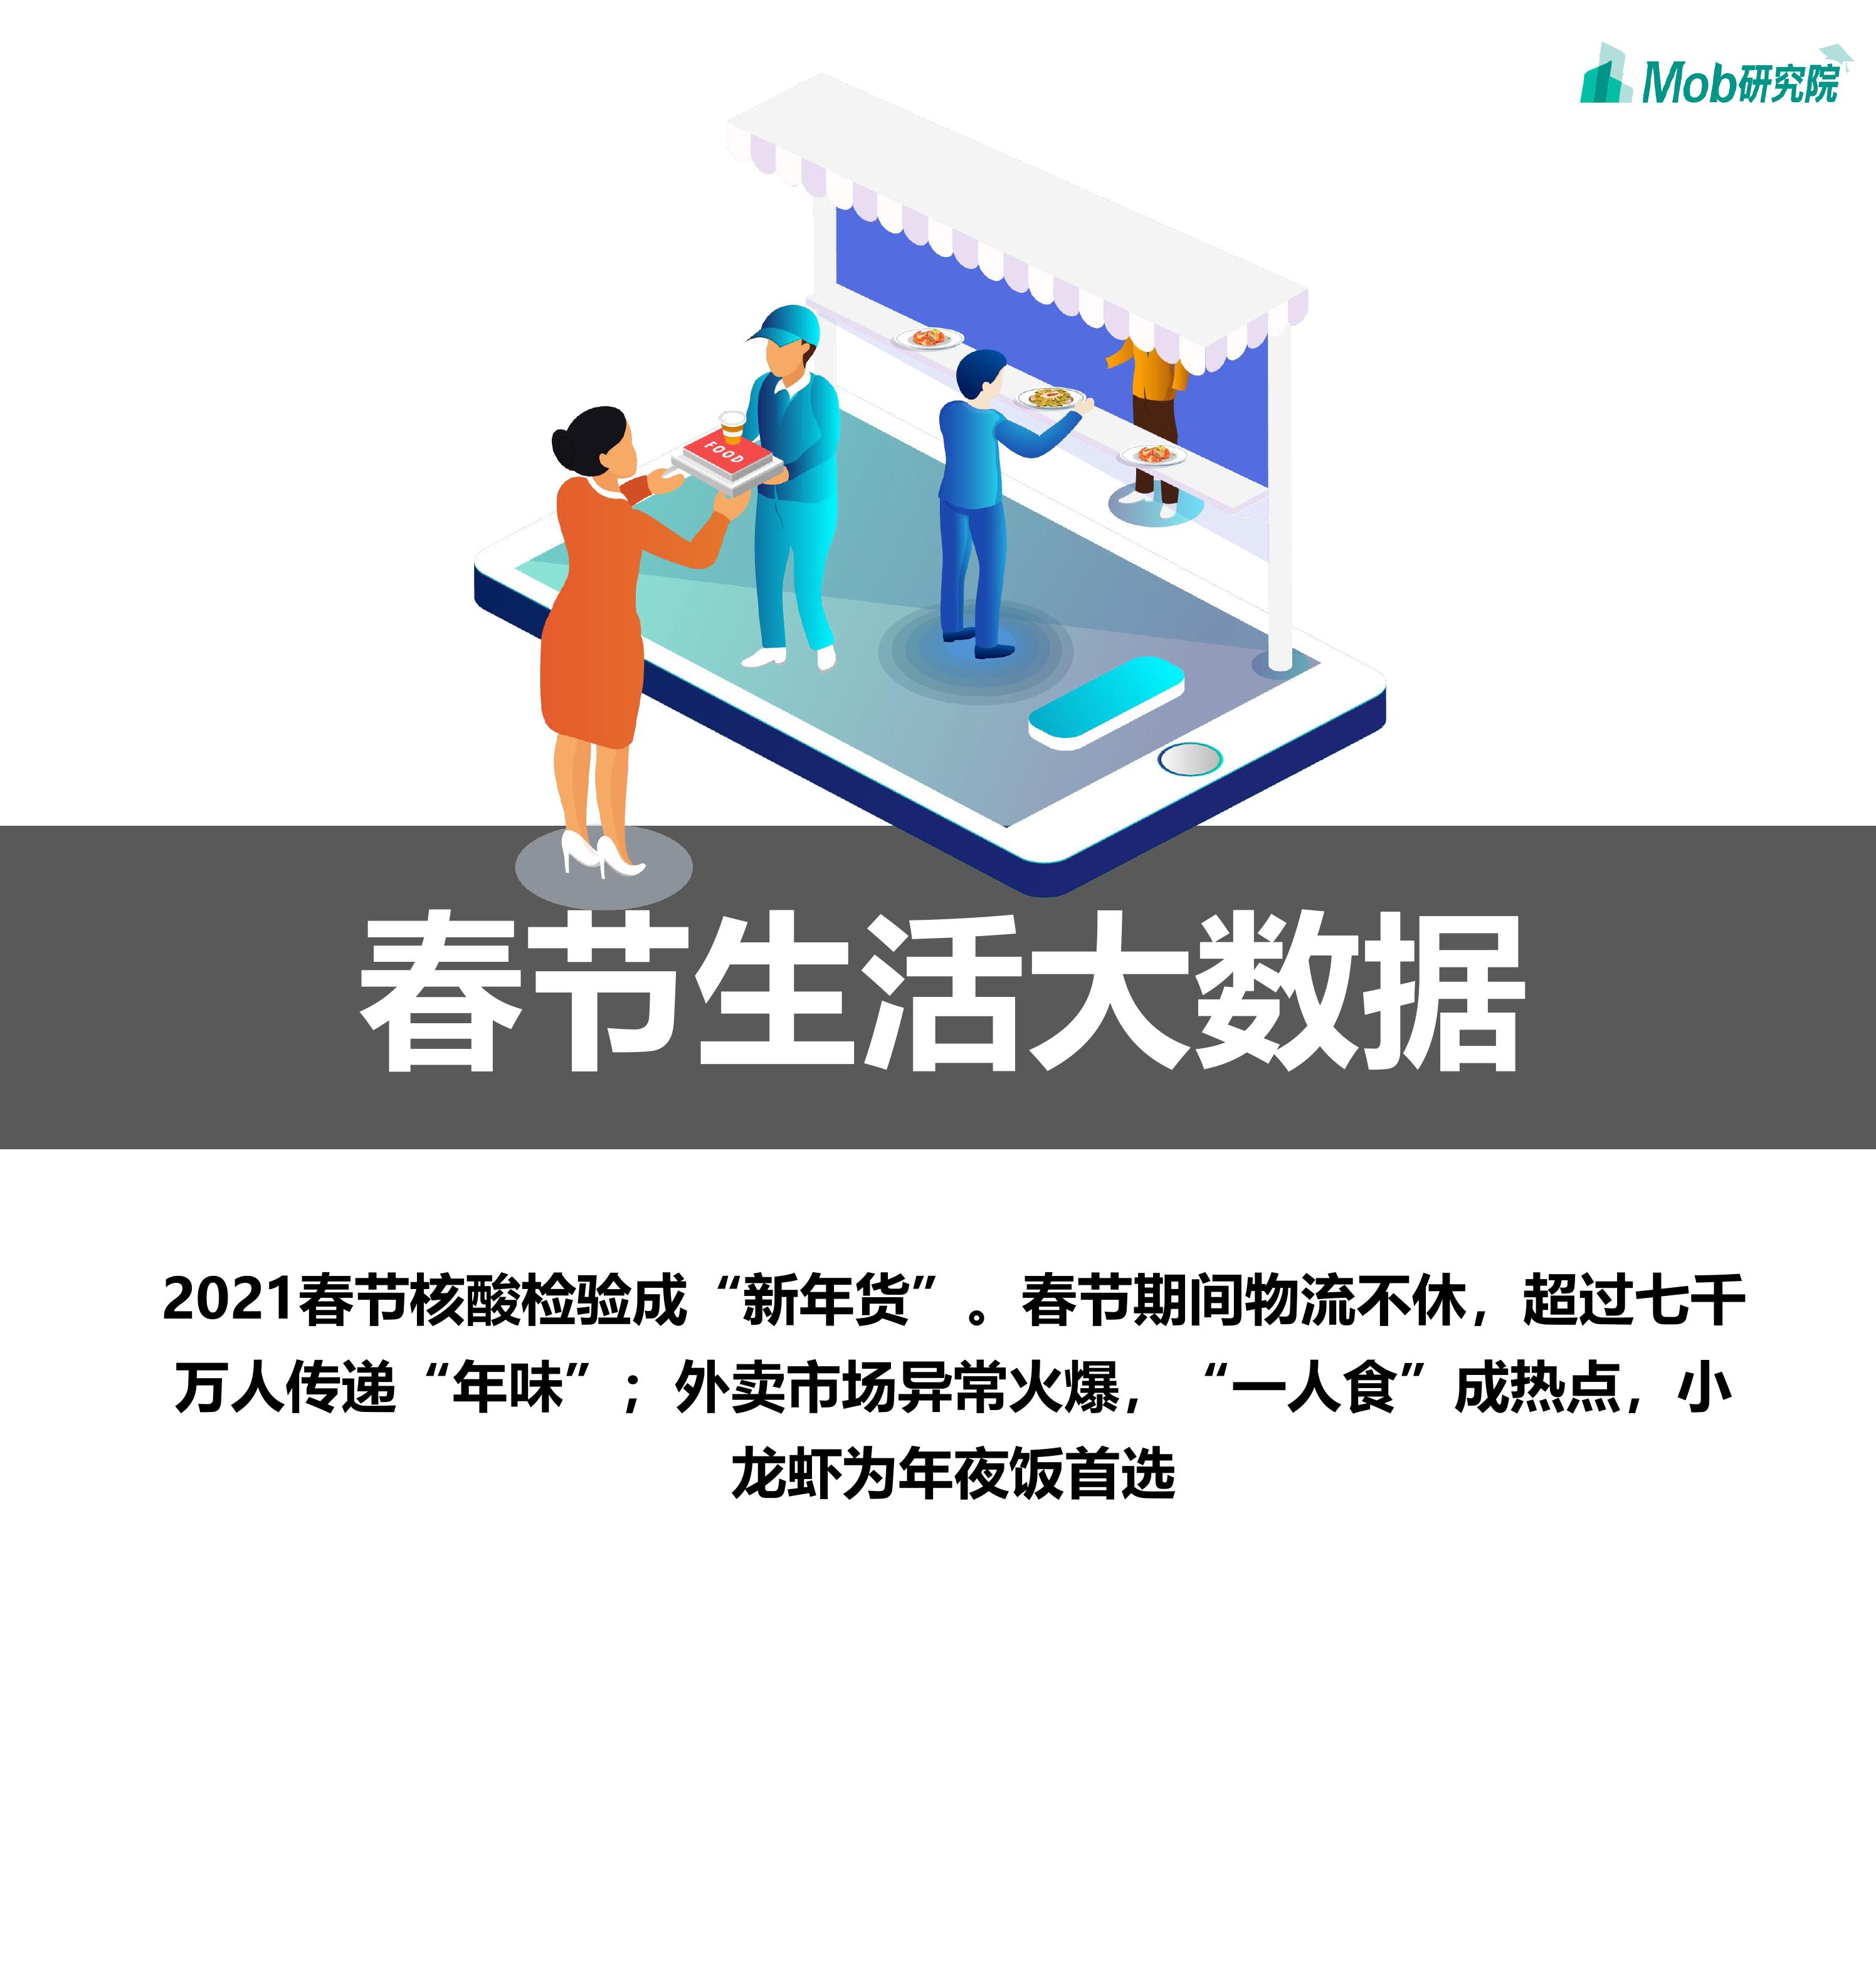 Mob研究院
FOOD
春节生活大数据
2021春节核酸检验成“新年货”。春节期间物流不休，超过七千
万人传递“年味”；外卖市场异常火爆，“一人食”成热点，小
龙虾为年夜饭首选